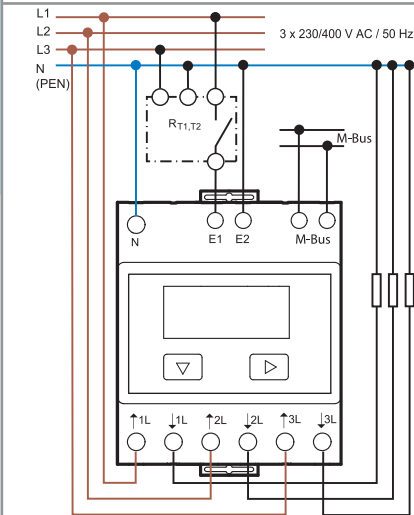 L1
L2
3 x 230/400 V AC / 50 Hz
L3
N
(PEN)
RT1,T2
M-Bus
N
E1
E2
M-Bus
↑1L
↓1L
↑2L
↓2L
↑3L
↓3L